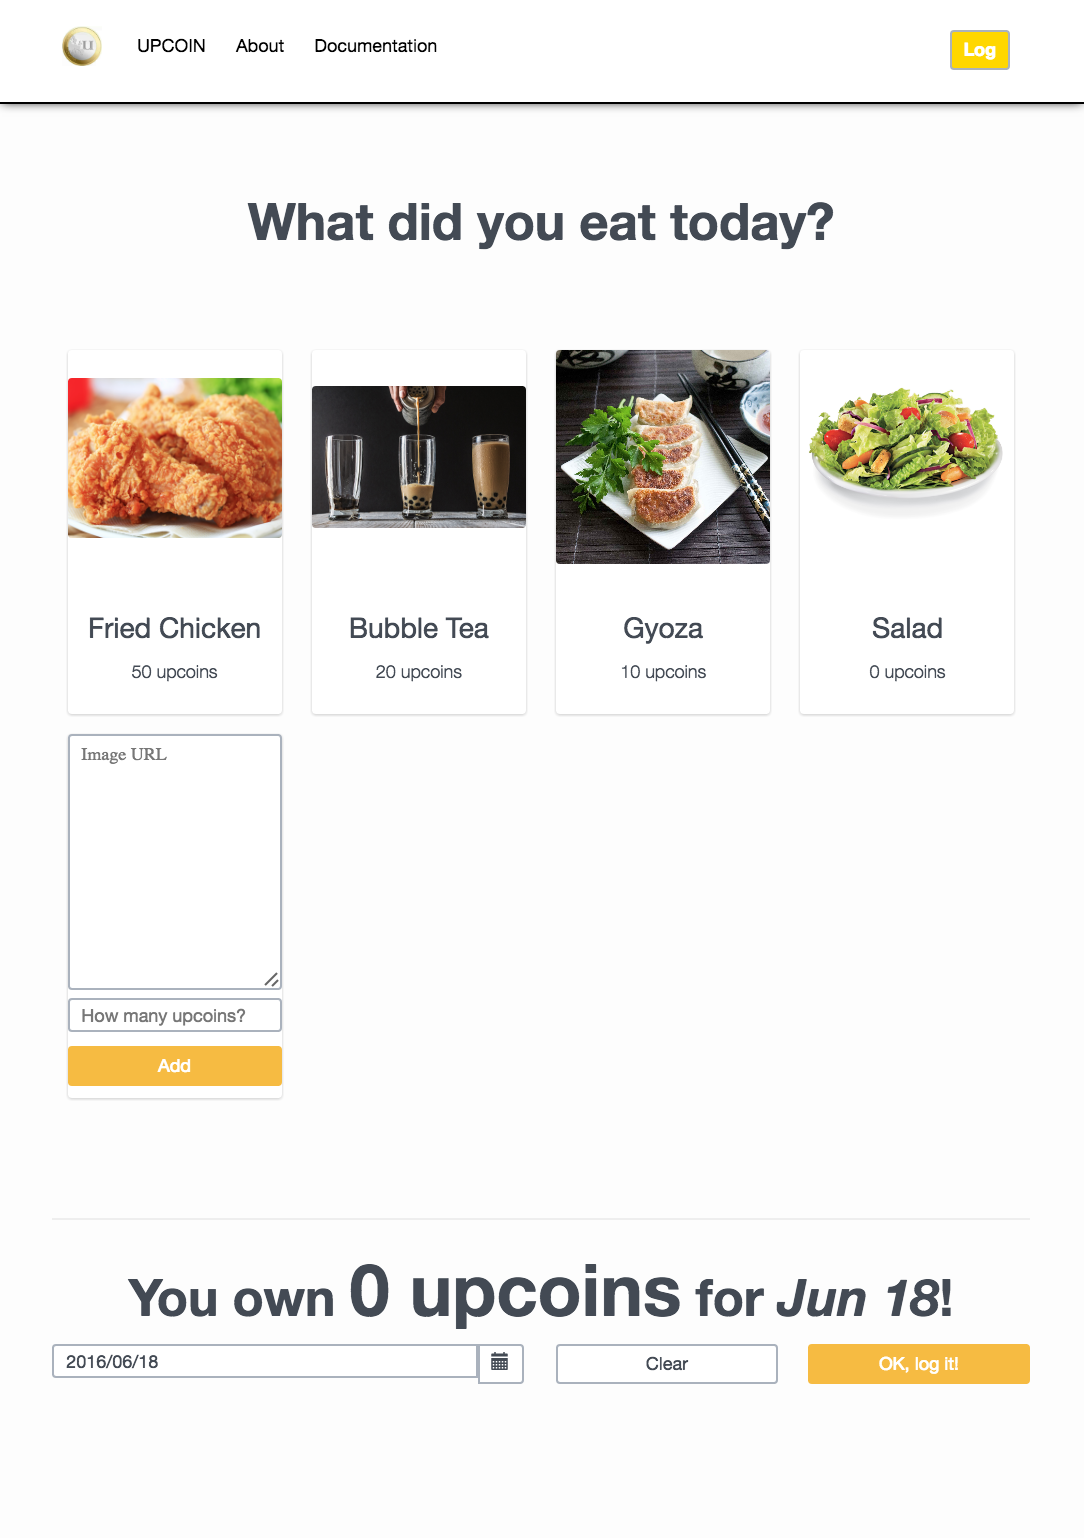 UPCOIN About Documentation Log
What did you eat today?
Fried Chicken Bubble Tea Gyoza Salad
50 upcoins 20 upcoins 10 upcoins 0 upcoins
Image URL
How many upcoins?
Add
You own 0 upcoins for Jun 18!
2016/06/18 Clear OK, log it!